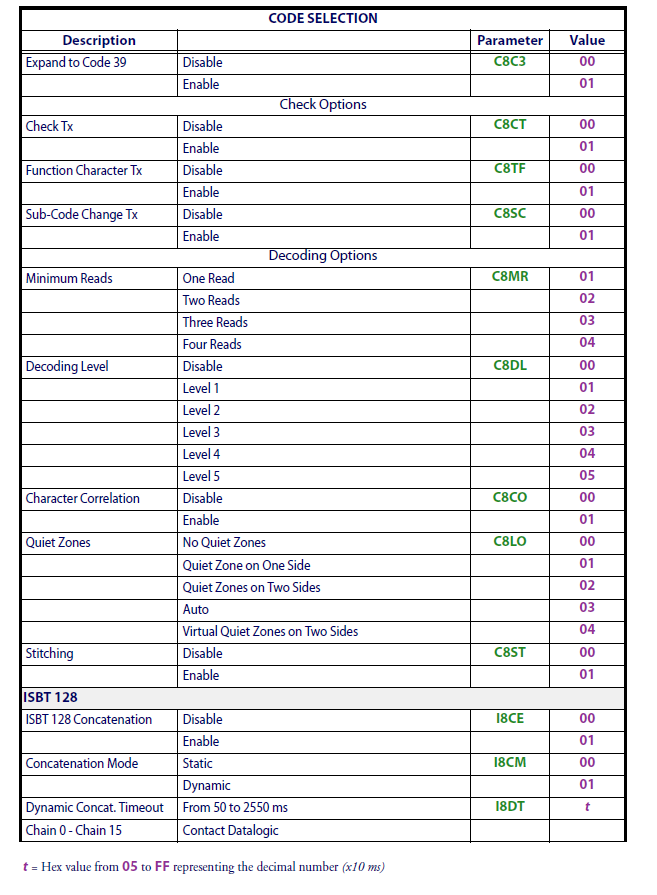 CODE SELECTION
Description Parameter Value
Expand to Code 39 Disable C8C3 00
Enable 01
Check Options
Check Tx Disable C8CT 00
Enable 01
Function Character Tx Disable C8TF 00
Enable 01
Sub-Code Change Tx Disable C8SC 00
Enable 01
Decoding Options
Minimum Reads One Read C8MR 01
Two Reads 02
Three Reads 03
Four Reads 04
Decoding Level Disable C8DL 00
Level 1 01
Level 2 02
Level 3 03
Level 4 04
Level 5 05
Character Correlation Disable C8CO 00
Enable 01
Quiet Zones No Quiet Zones C8LO 00
Quiet Zone on One Side 01
Quiet Zones on Two Sides 02
Auto 03
Virtual Quiet Zones on Two Sides 04
Stitching Disable C8ST 00
Enable 01
ISBT 128
ISBT 128 Concatenation Disable I8CE 00
Enable 01
Concatenation Mode Static I8CM 00
Dynamic 01
Dynamic Concat. Timeout From 50 to 2550 ms I8DT t
Chain 0 - Chain 15 Contact Datalogic
t = Hex value from 05 to FF representing the decimal number (x10 ms)